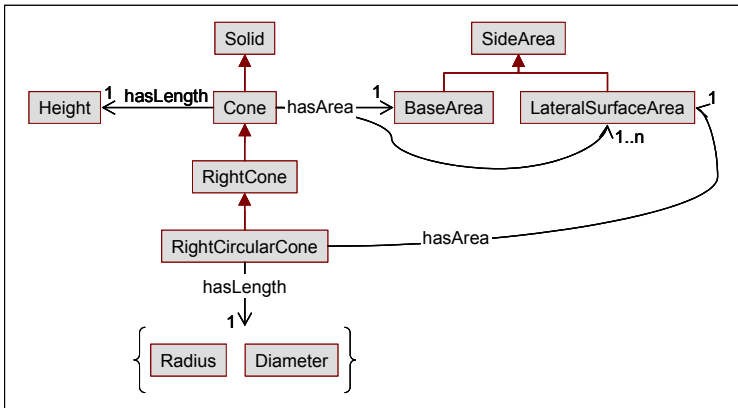 Solid
SideArea
1
hasLength
1
Height
Cone
hasArea
BaseArea
LateralSurfaceArea
1
1..n
RightCone
RightCircularCone
hasArea
hasLength
1
Radius
Diameter